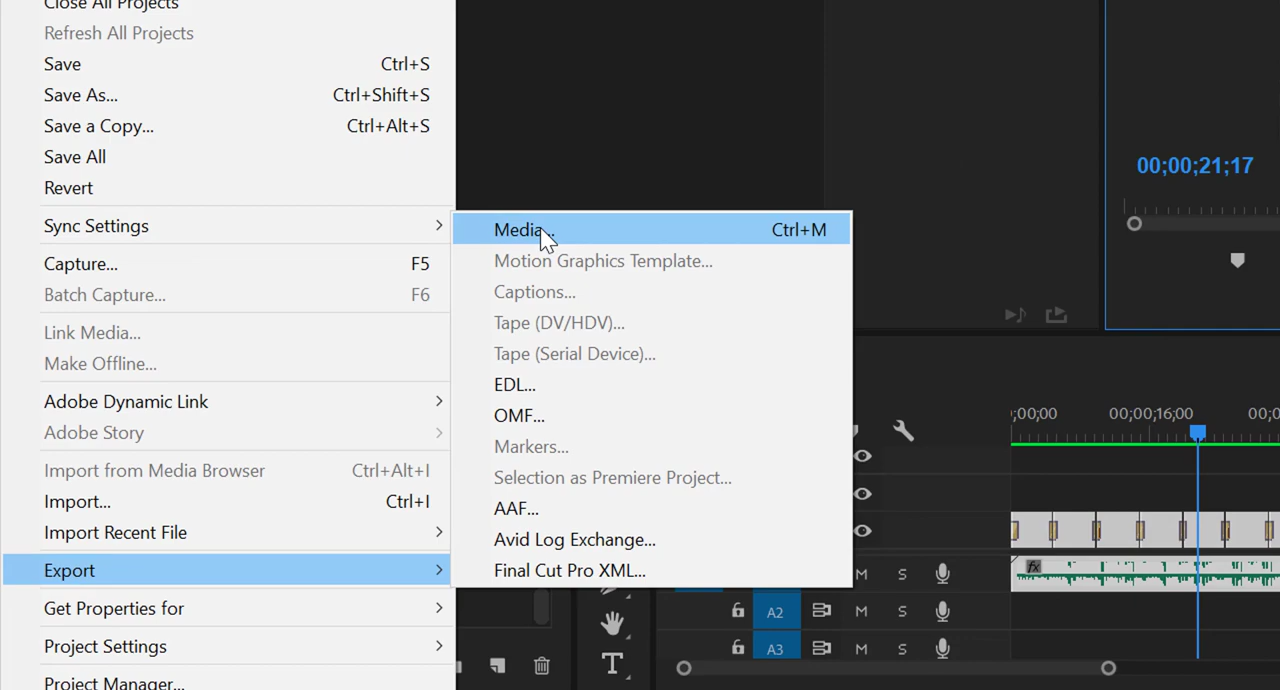 Close All Projects
Refresh All Projects
Save Ctrl+S
Save As... Ctrl+Shift+S
Save a Copy... Ctrl+Alt+S
Save All
Revert
Sync Settings
Capture... F5
Batch Capture... F6
Link Media...
Make Offline...
Adobe Dynamic Link
Adobe Story
Import from Media Browser Ctrl+Alt+I
Import... Ctrl+I
Import Recent File
Export
Get Properties for
Project Settings
Project Manager...
Media... Ctrl+M
Motion Graphics Template...
Captions...
Tape (DV/HDV)...
Tape (Serial Device)...
EDL...
OMF...
Markers...
Selection as Premiere Project...
AAF...
Avid Log Exchange...
Final Cut Pro XML...
00;00;21;17
;00;00 00;00;16;00 00;0
fx
M S
A2 M S
A3 M S
T